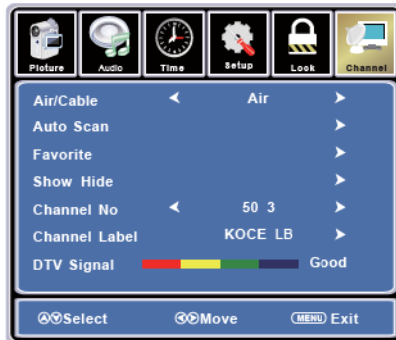 Picture Audio Time Setup Lock Channel
Air/Cable Air
Auto Scan
Favorite
Show Hide
Channel No 50 3
Channel Label KOCE LB
DTV Signal Good
Select Move MENU Exit